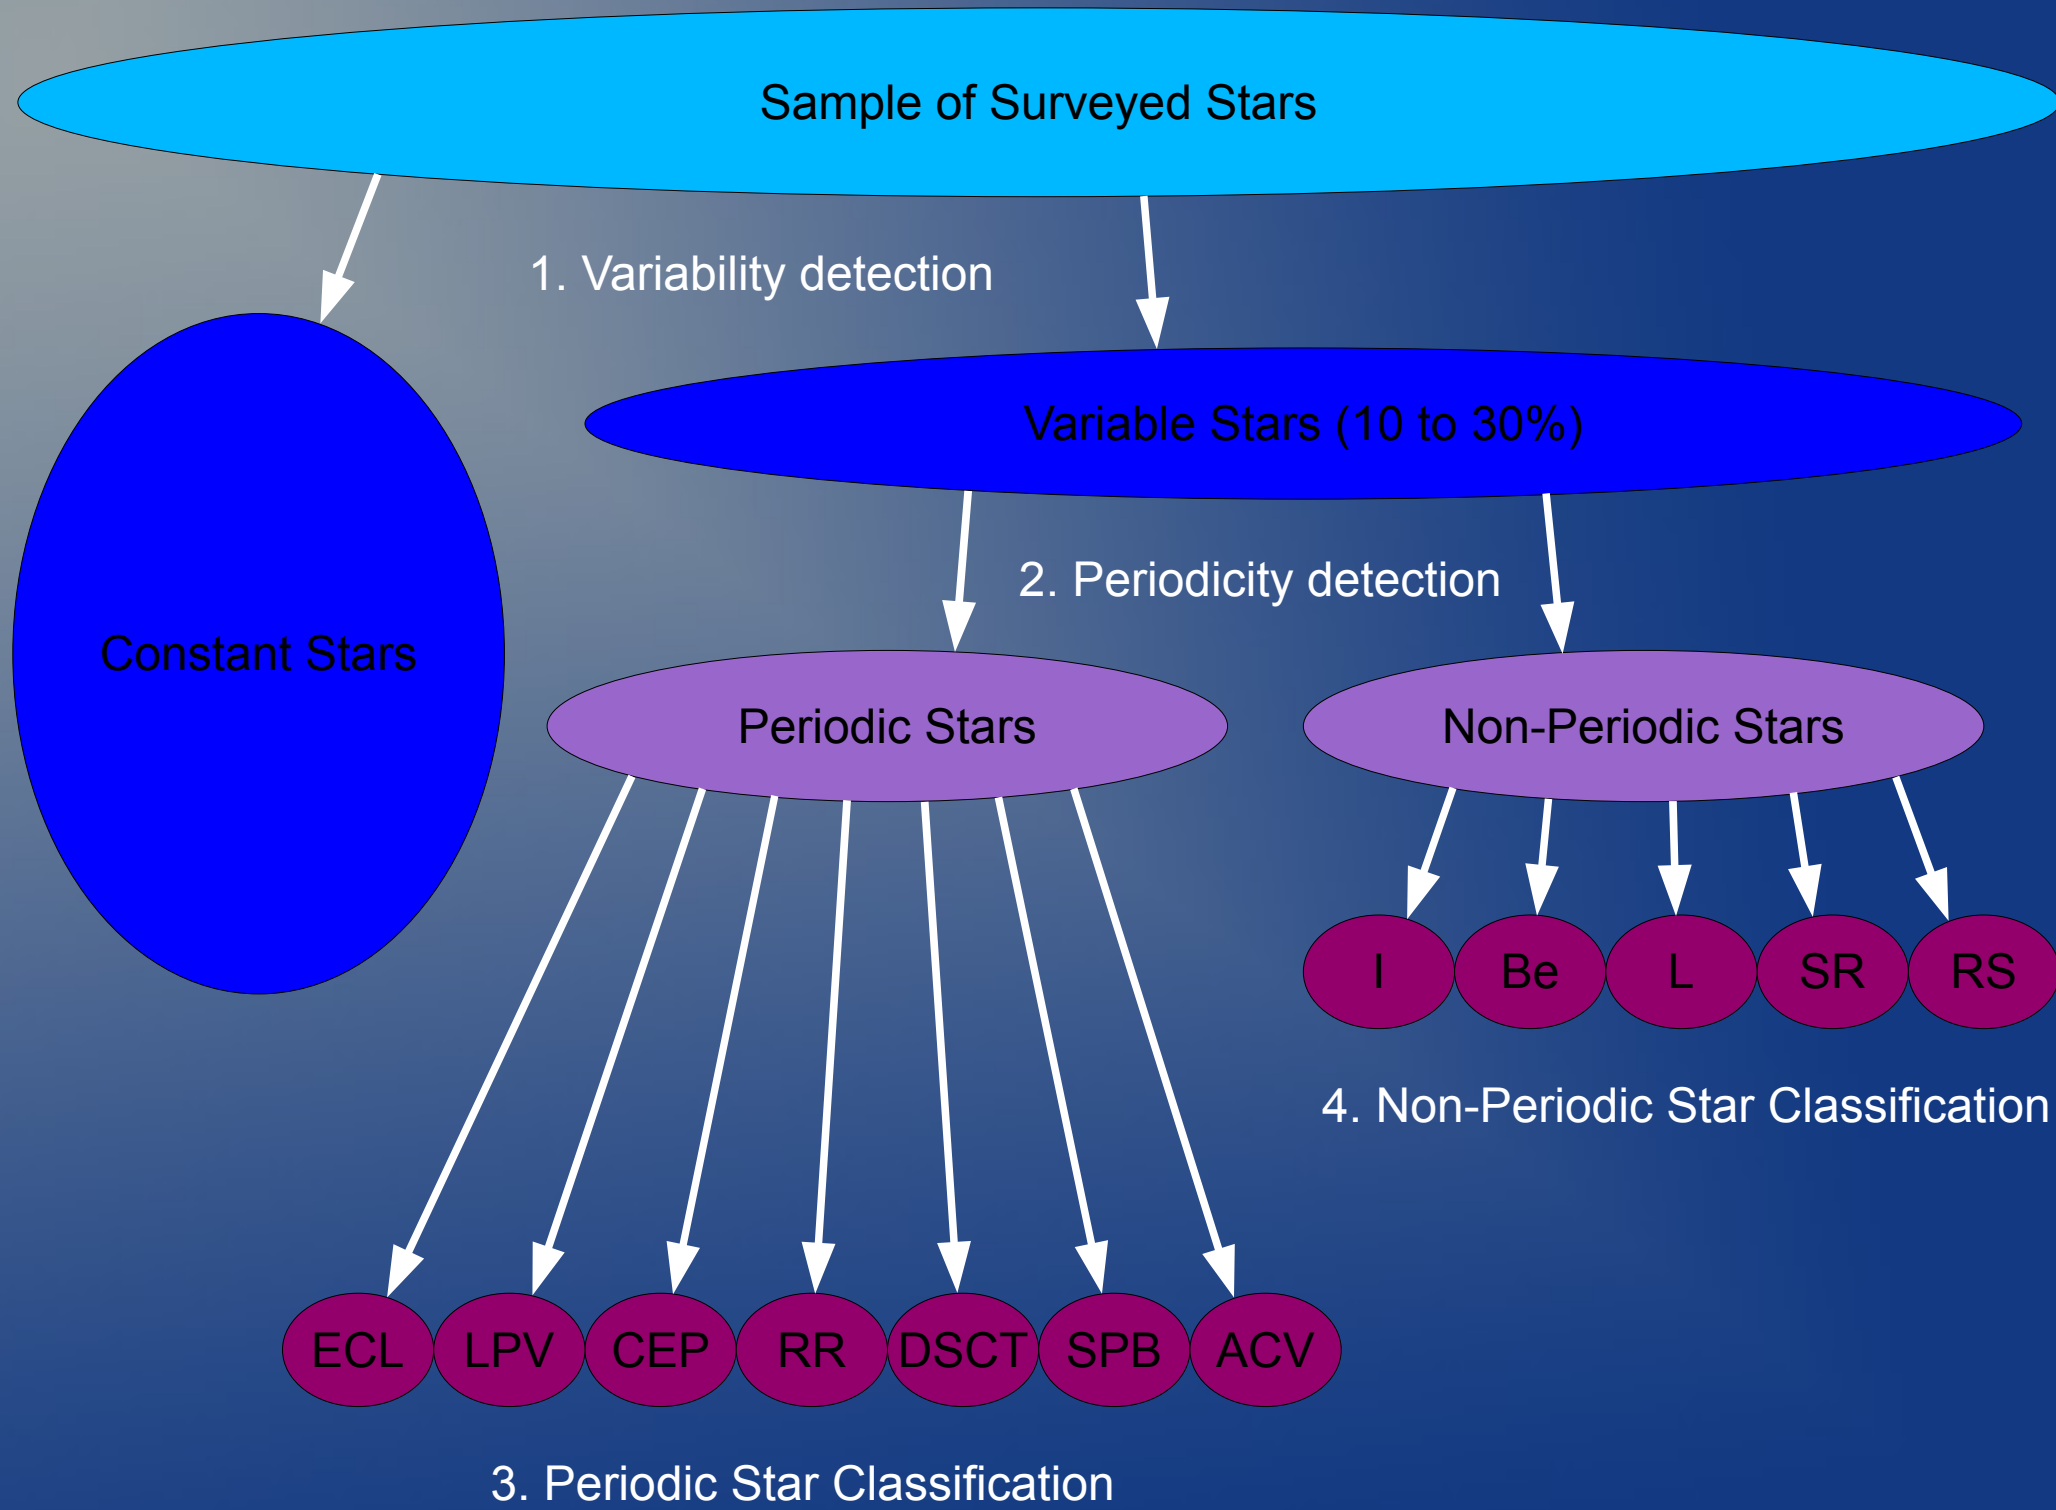 Sample of Surveyed Stars
1. Variability detection
Variable Stars (10 to 30%)
2. Periodicity detection
Constant Stars
Periodic Stars
Non-Periodic Stars
I
Be
L
SR
RS
4. Non-Periodic Star Classification
ECL
LPV
CEP
RR
DSCT
SPB
ACV
3. Periodic Star Classification